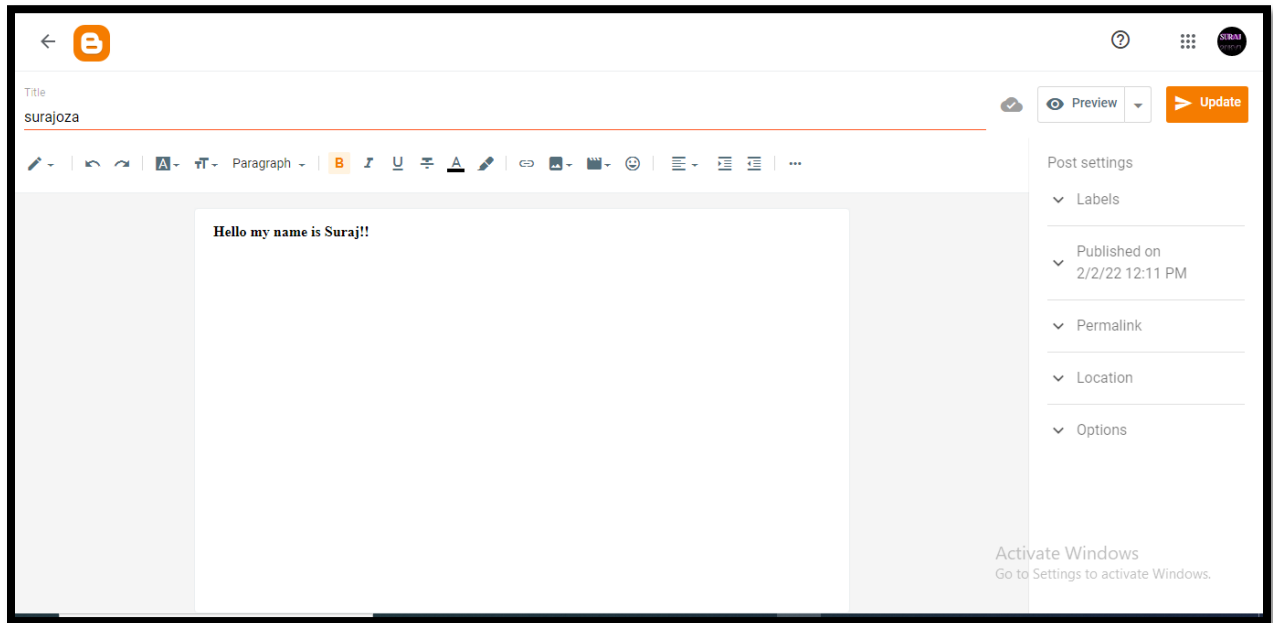 Title
surajoza
Preview
Update
Paragraph
B I U A
Hello my name is Suraj!!
Post settings
Labels
Published on
2/2/22 12:11 PM
Permalink
Location
Options
Activate Windows
Go to Settings to activate Windows.
SURAJ